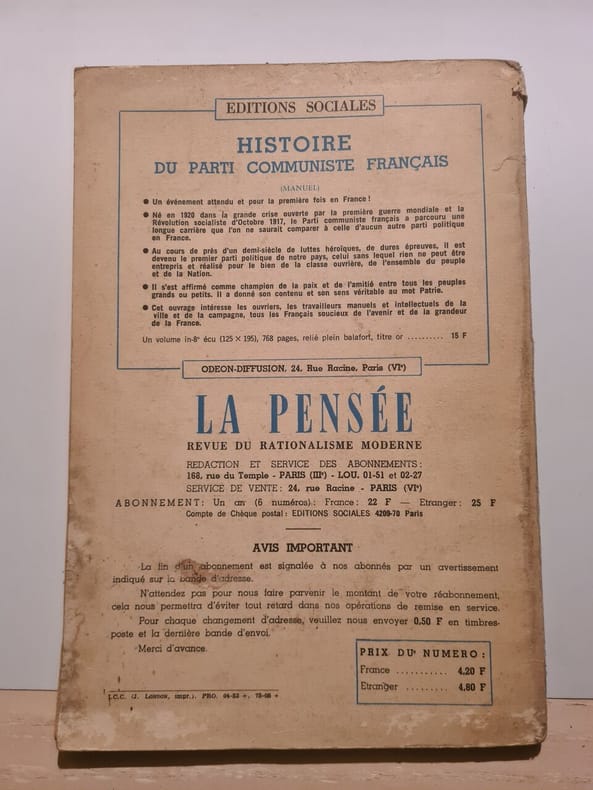 EDITIONS SOCIALES
HISTOIRE
DU PARTI COMMUNISTE FRANÇAIS
(MANUEL)
● Un événement attendu et pour la première fois en France !
● Né en 1920 dans la grande crise ouverte par la première guerre mondiale et la
Révolution socialiste d'Octobre 1917, le Parti communiste français a parcouru une
longue carrière que l'on ne saurait comparer à celle d'aucun autre parti politique
en France.
● Au cours de près d'un demi-siècle de luttes héroïques, de dures épreuves, il est
devenu le premier parti politique de notre pays, celui sans lequel rien ne peut être
entrepris et réalisé pour le bien de la classe ouvrière, de l'ensemble du peuple
et de la Nation.
● Il s'est affirmé comme champion de la paix et de l'amitié entre tous les peuples
grands ou petits. Il a donné son contenu et son sens véritable au mot Patrie.
● Cet ouvrage intéresse les ouvriers, les travailleurs manuels et intellectuels de la
ville et de la campagne, tous les Français soucieux de l'avenir et de la grandeur
de la France.
Un volume in-8º écu (125 × 195), 768 pages, relié plein balafort, titre or .......... 15 F
ODEON-DIFFUSION, 24, Rue Racine, Paris (VIe)
LA PENSÉE
REVUE DU RATIONALISME MODERNE
REDACTION ET SERVICE DES ABONNEMENTS :
168, rue du Temple - PARIS (IIIe) - LOU. 01-51 et 02-27
SERVICE DE VENTE : 24, rue Racine - PARIS (VIe)
ABONNEMENT : Un an (6 numéros) : France : 22 F — Etranger : 25 F
Compte de Chèque postal : EDITIONS SOCIALES 4209-70 Paris
AVIS IMPORTANT
La fin d'un abonnement est signalée à nos abonnés par un avertissement
indiqué sur la bande d'adresse.
N'attendez pas pour nous faire parvenir le montant de votre réabonnement,
cela nous permettra d'éviter tout retard dans nos opérations de remise en service.
Pour chaque changement d'adresse, veuillez nous envoyer 0,50 F en timbres-
poste et la dernière bande d'envoi.
Merci d'avance.
PRIX DU NUMERO :
France ........... 4,20 F
Etranger ......... 4,80 F
I.C.C. (J. London, impr.), PRO. 94-63 +, 78-08 +